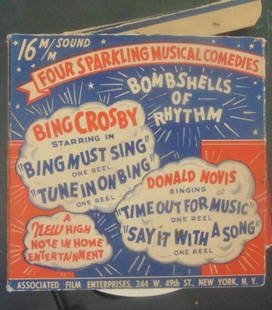 16 M/M SOUND
FOUR SPARKLING MUSICAL COMEDIES
BOMBSHELLS
OF
RHYTHM
BING CROSBY
STARRING IN
"BING MUST SING"
ONE REEL
"TUNE IN ON BING"
ONE REEL
DONALD NOVIS
SINGING
"TIME OUT FOR MUSIC"
ONE REEL
"SAY IT WITH A SONG"
ONE REEL
A
NEW HIGH
NOTE IN HOME
ENTERTAINMENT
ASSOCIATED FILM ENTERPRISES, 244 W. 49th ST., NEW YORK, N.Y.